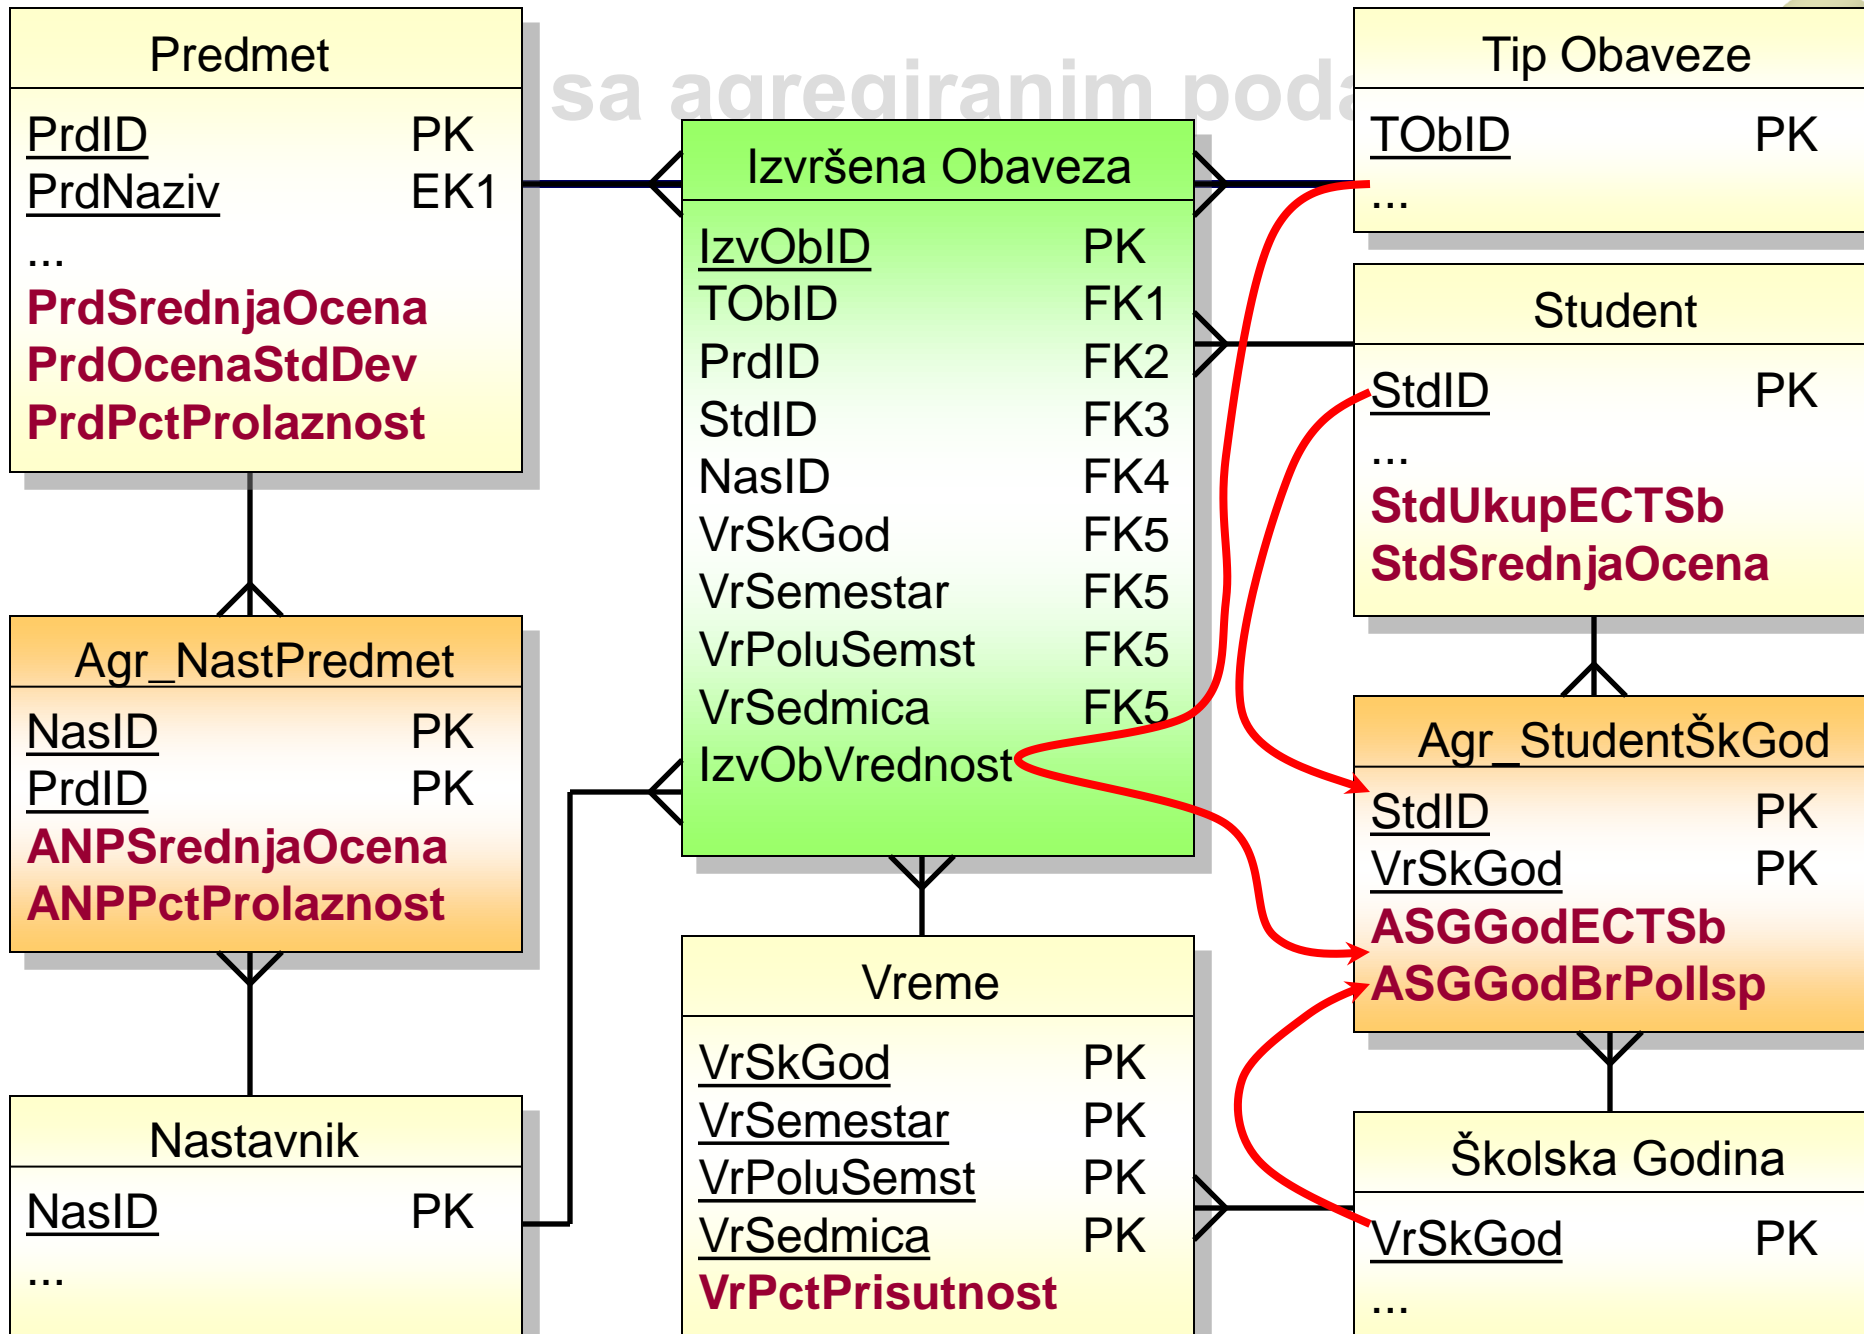 sa agregiranim poda
Predmet
PrdID PK
PrdNaziv EK1
...
PrdSrednjaOcena
PrdOcenaStdDev
PrdPctProlaznost
Agr_NastPredmet
NasID PK
PrdID PK
ANPSrednjaOcena
ANPPctProlaznost
Nastavnik
NasID PK
...
Izvršena Obaveza
IzvObID PK
TObID FK1
PrdID FK2
StdID FK3
NasID FK4
VrSkGod FK5
VrSemestar FK5
VrPoluSemst FK5
VrSedmica FK5
IzvObVrednost
Vreme
VrSkGod PK
VrSemestar PK
VrPoluSemst PK
VrSedmica PK
VrPctPrisutnost
Tip Obaveze
TObID PK
...
Student
StdID PK
...
StdUkupECTSb
StdSrednjaOcena
Agr_StudentŠkGod
StdID PK
VrSkGod PK
ASGGodECTSb
ASGGodBrPolIsp
Školska Godina
VrSkGod PK
...